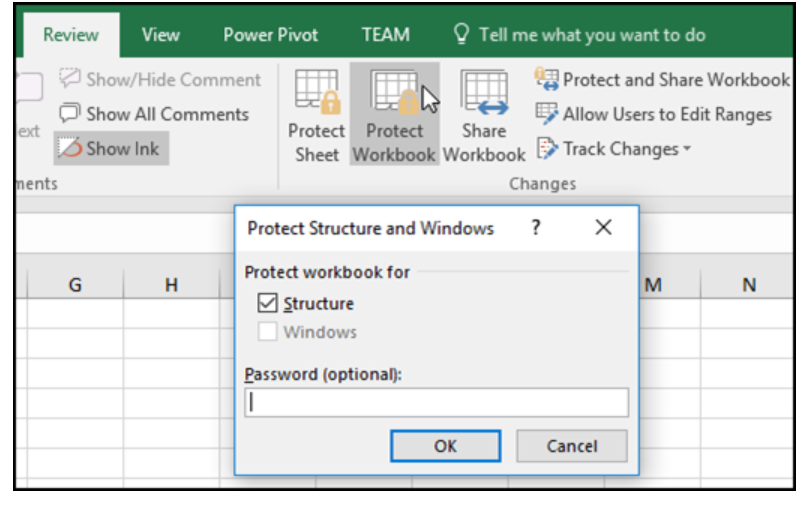 Review View Power Pivot TEAM Tell me what you want to do
Show/Hide Comment
Show All Comments
Show Ink
Protect Sheet
Protect Workbook
Share Workbook
Protect and Share Workbook
Allow Users to Edit Ranges
Track Changes
Changes
Protect Structure and Windows ? X
Protect workbook for
Structure
Windows
Password (optional):
OK Cancel
G H M N